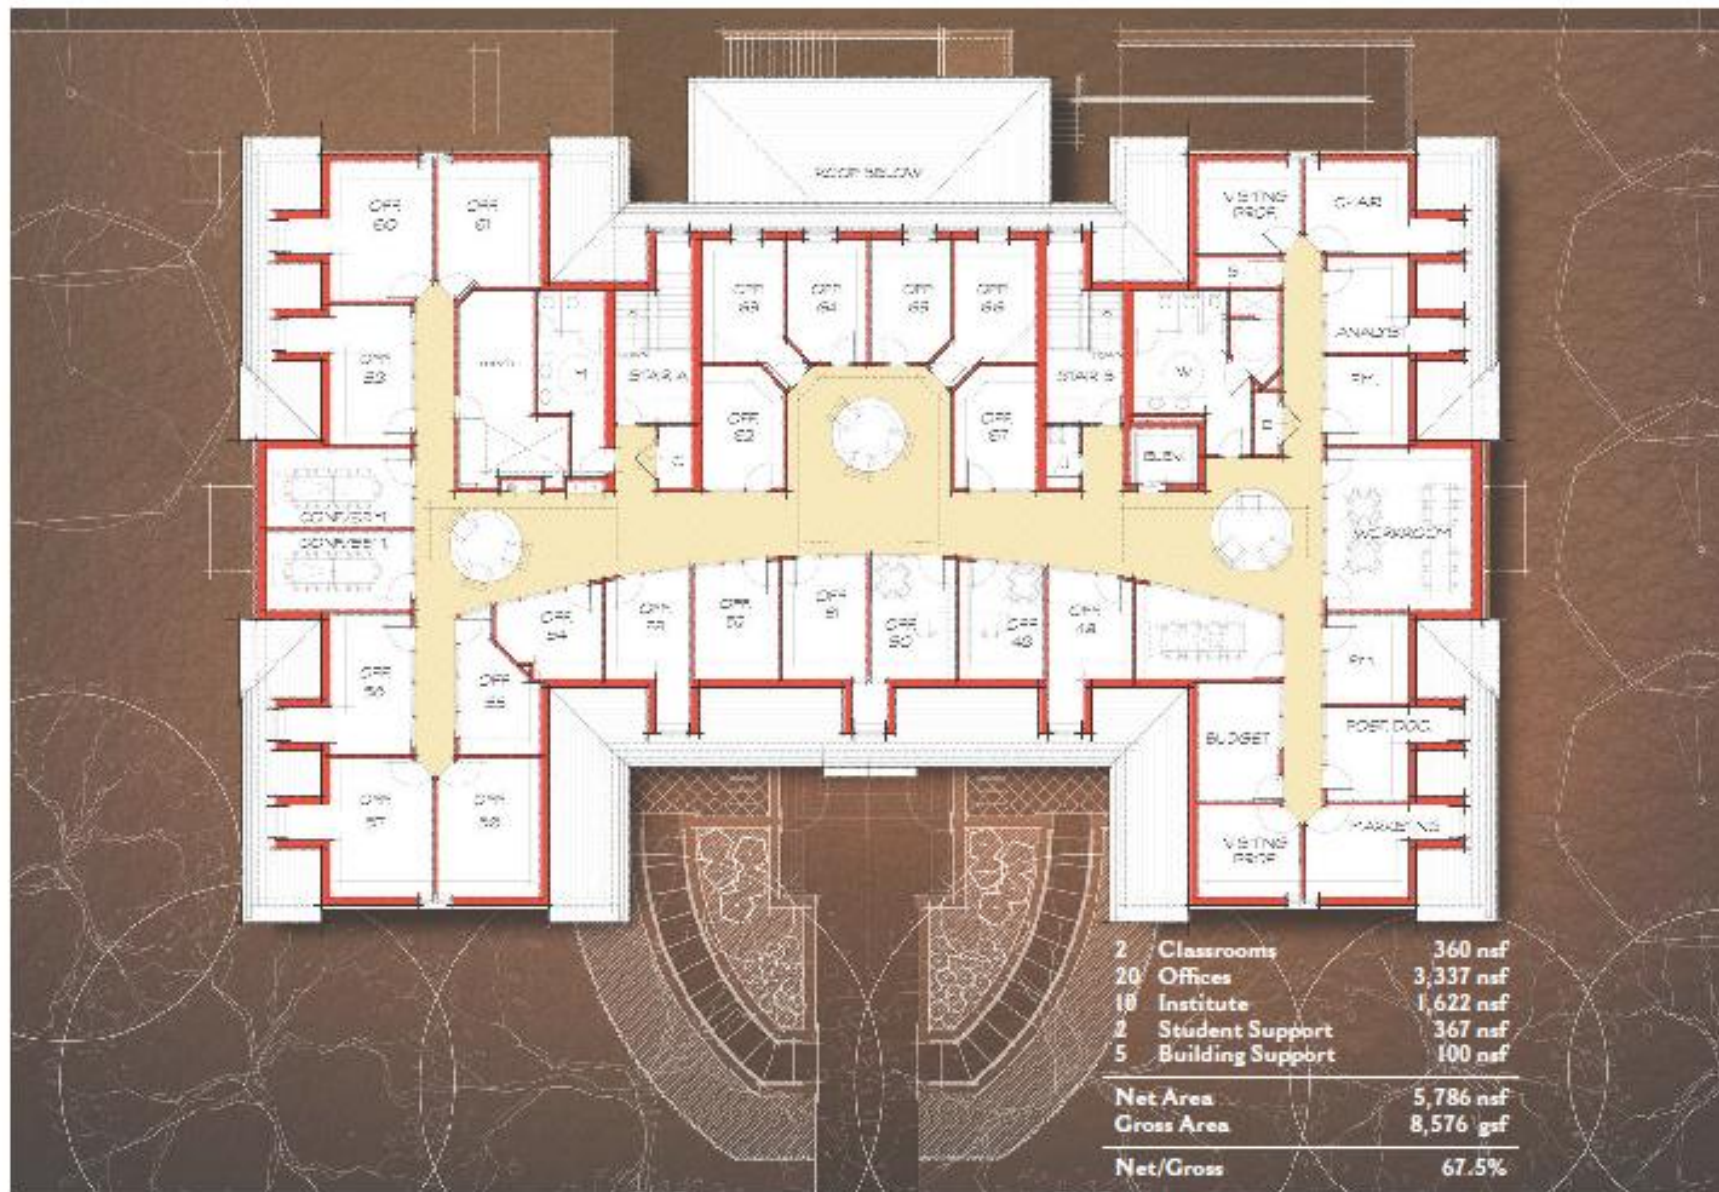 ROOF BELOW
VISITING
PROF.
CHAIR
OFF.
60
OFF.
61
S
OFF.
63
OFF.
64
OFF.
65
OFF.
66
ANALYST
OFF.
STAIR A
STAIR B
M
W
P.H.
OFF.
62
OFF.
67
ELEV.
J
WORKROOM
OFF.
54
OFF.
53
OFF.
52
OFF.
51
OFF.
50
OFF.
49
OFF.
48
OFF.
56
OFF.
55
BUDGET
POST. DOC.
OFF.
57
OFF.
58
MARKETING
VISITING
PROF.
2 Classrooms 360 nsf
20 Offices 3,337 nsf
10 Institute 1,622 nsf
2 Student Support 367 nsf
5 Building Support 100 nsf
Net Area 5,786 nsf
Gross Area 8,576 gsf
Net/Gross 67.5%